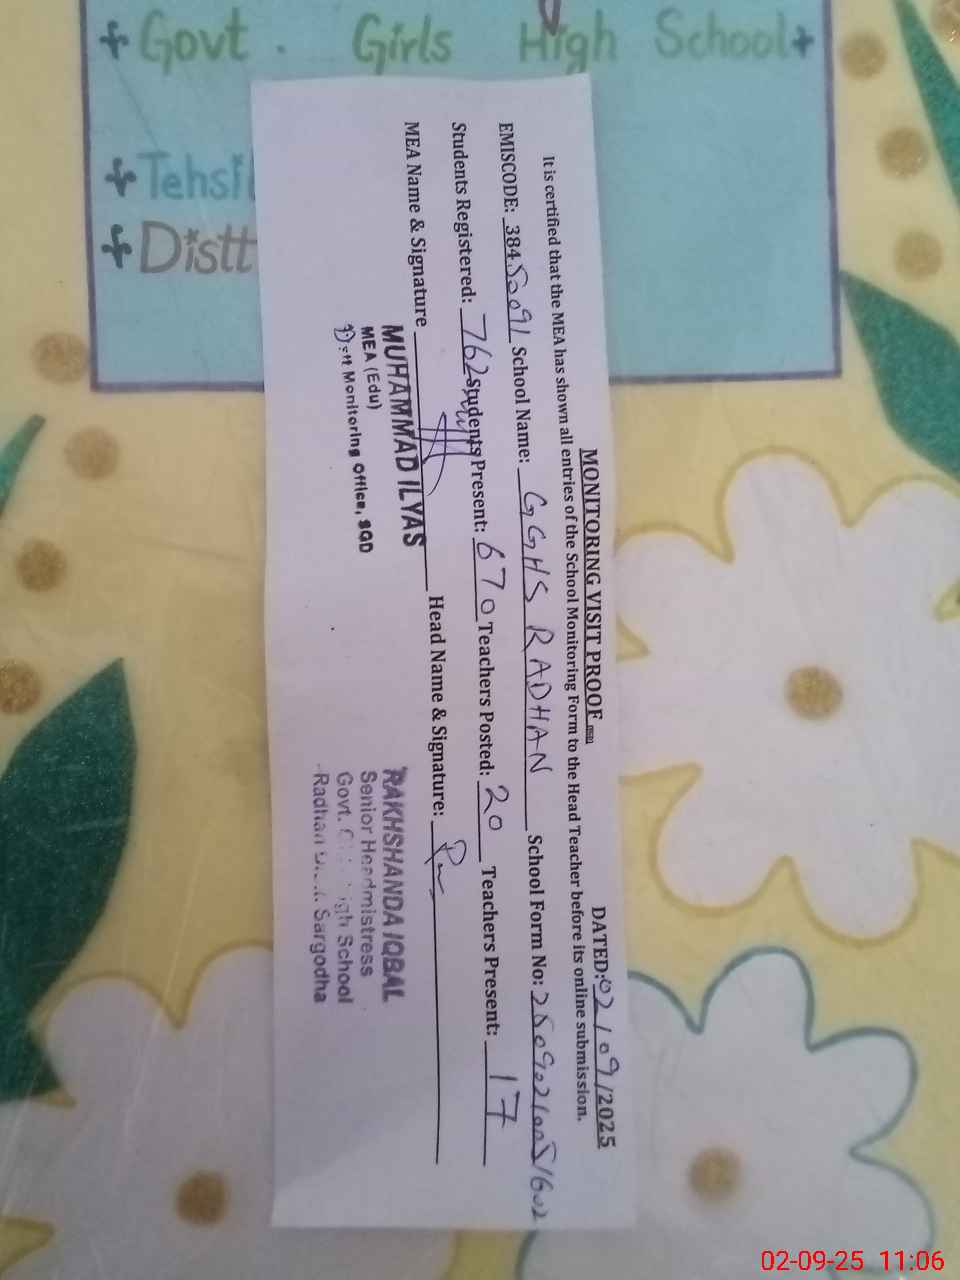 + Govt. Girls High School +
+ Tehsi
+ Distt
MONITORING VISIT PROOF
DATED: 02/09/2025
It is certified that the MEA has shown all entries of the School Monitoring Form to the Head Teacher before its online submission.
EMISCODE: 38450091 School Name: GGHS RADHAN School Form No:
Students Registered: 762 Students Present: 670 Teachers Posted: 20 Teachers Present: 17
MEA Name & Signature Head Name & Signature:
MUHAMMAD ILYAS
MEA (Edu)
Distt Monitoring Office, SGD
RAKHSHANDA IQBAL
Senior Headmistress
Govt. High School
Radhan Sargodha
02-09-25 11:06